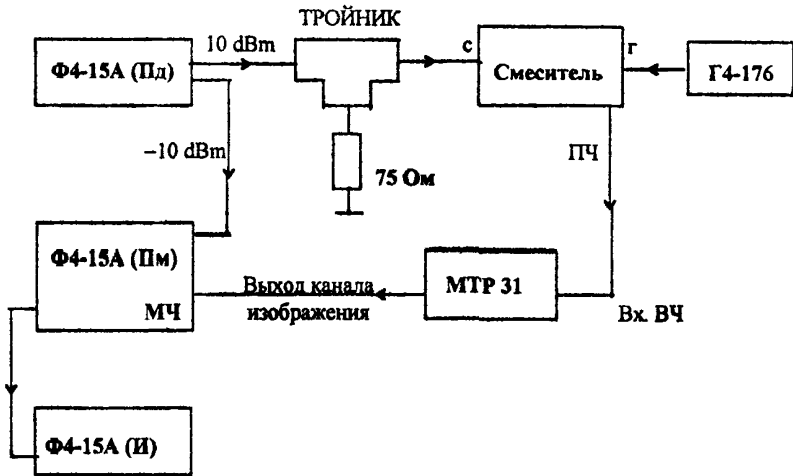 ТРОЙНИК
10 dBm
Ф4-15А (Пд)
с
Смеситель
г
Г4-176
–10 dBm
75 Ом
ПЧ
Ф4-15А (Пм)
МЧ
Выход канала
изображения
МТР 31
Вх. ВЧ
Ф4-15А (И)